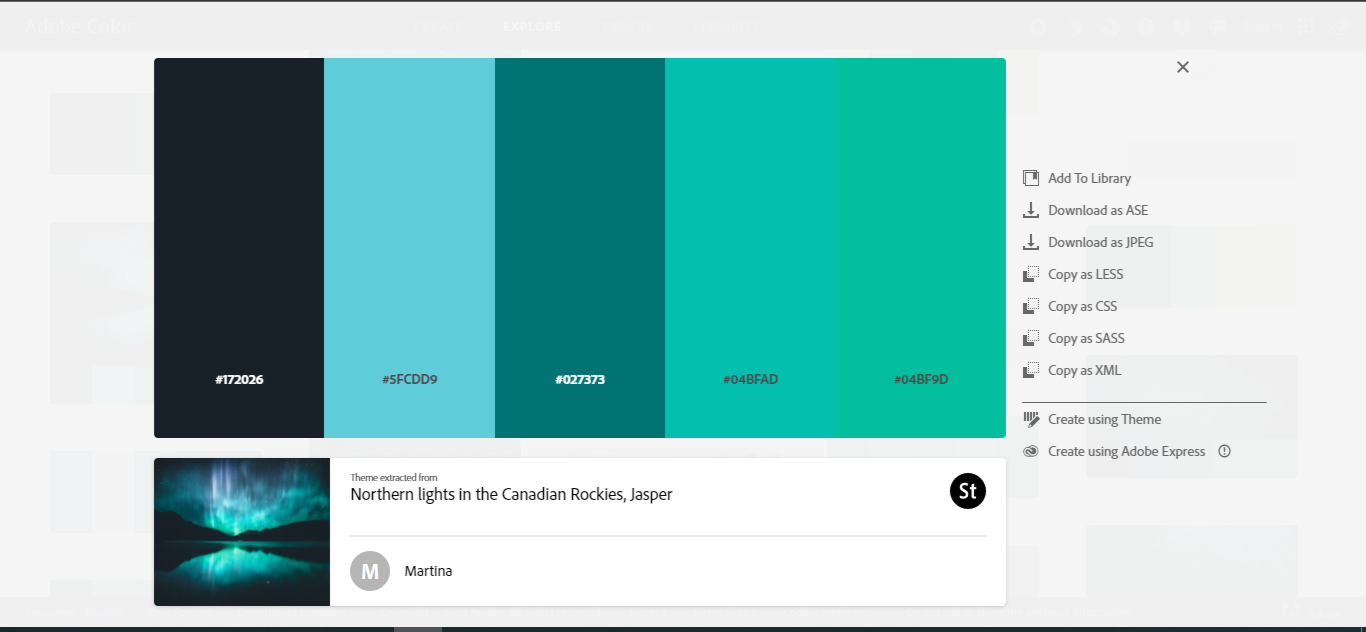 Adobe Color
EXPLORE
#172026
#5FCDD9
#027373
#04BFAD
#04BF9D
Add To Library
Download as ASE
Download as JPEG
Copy as LESS
Copy as CSS
Copy as SASS
Copy as XML
Create using Theme
Create using Adobe Express
Theme extracted from
Northern lights in the Canadian Rockies, Jasper
St
M
Martina